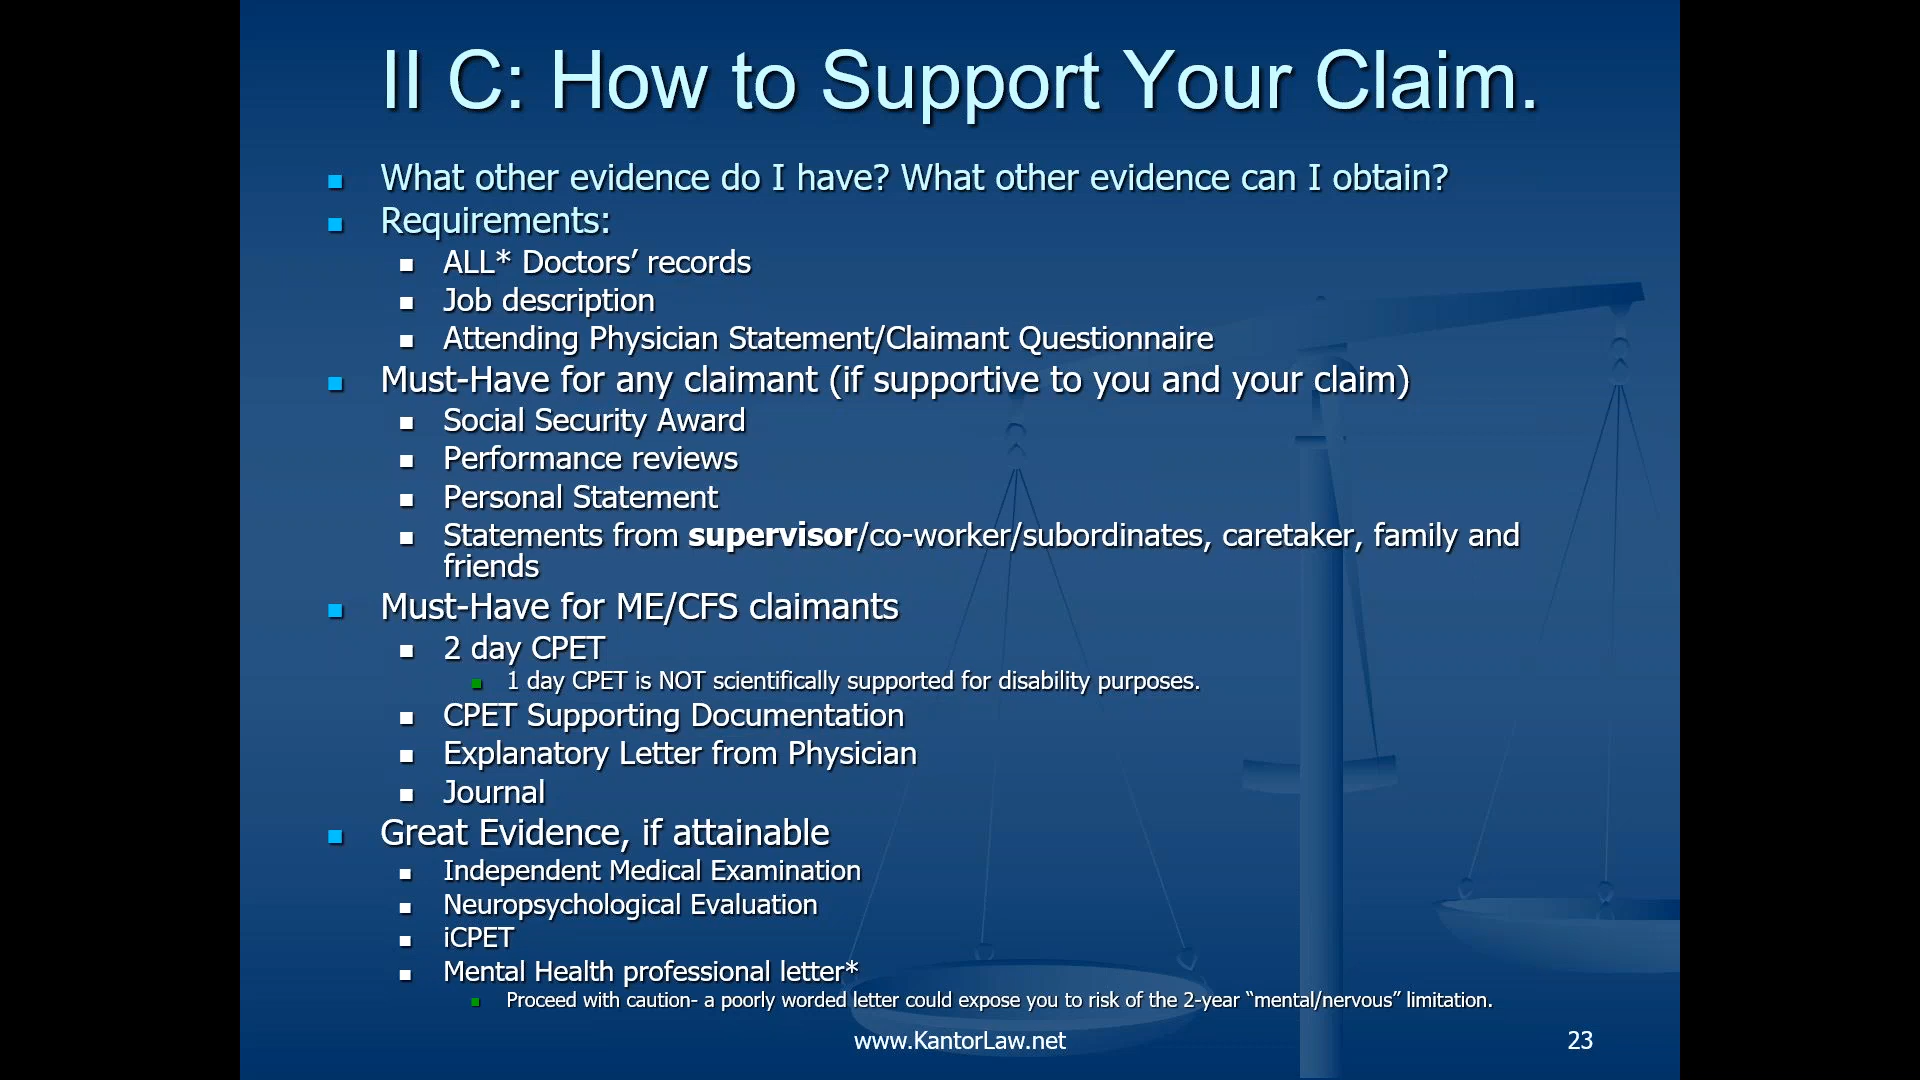 II C: How to Support Your Claim.
What other evidence do I have? What other evidence can I obtain?
Requirements:
ALL* Doctors’ records
Job description
Attending Physician Statement/Claimant Questionnaire
Must-Have for any claimant (if supportive to you and your claim)
Social Security Award
Performance reviews
Personal Statement
Statements from supervisor/co-worker/subordinates, caretaker, family and
friends
Must-Have for ME/CFS claimants
2 day CPET
1 day CPET is NOT scientifically supported for disability purposes.
CPET Supporting Documentation
Explanatory Letter from Physician
Journal
Great Evidence, if attainable
Independent Medical Examination
Neuropsychological Evaluation
iCPET
Mental Health professional letter*
Proceed with caution- a poorly worded letter could expose you to risk of the 2-year “mental/nervous” limitation.
www.KantorLaw.net
23